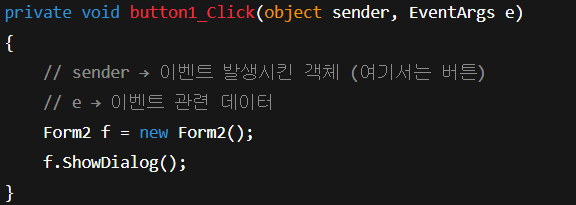 private void button1_Click(object sender, EventArgs e)
{
// sender → 이벤트 발생시킨 객체 (여기서는 버튼)
// e → 이벤트 관련 데이터
Form2 f = new Form2();
f.ShowDialog();
}